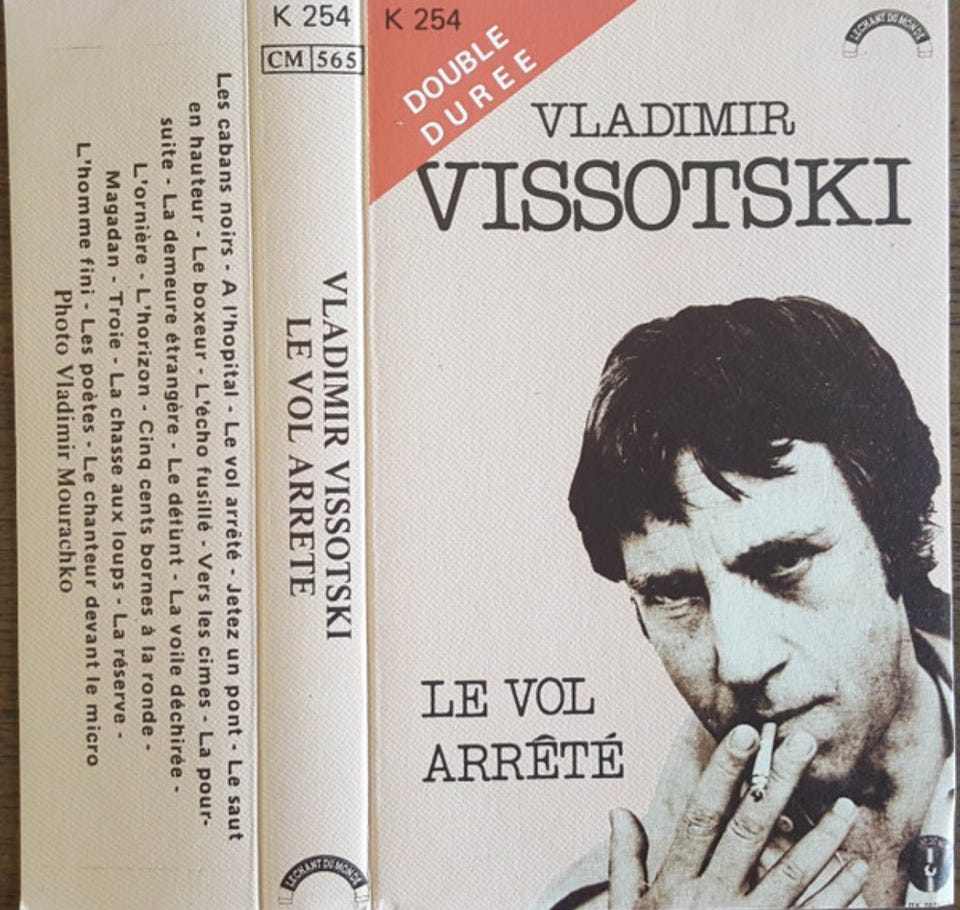 K 254
DOUBLE
DUREE
LE CHANT DU MONDE
VLADIMIR
VISSOTSKI
LE VOL
ARRÊTÉ
K 254
CM 565
VLADIMIR VISSOTSKI
LE VOL ARRETE
LE CHANT DU MONDE
Les cabans noirs - A l'hopital - Le vol arrêté - Jetez un pont - Le saut
en hauteur - Le boxeur - L'écho fusillé - Vers les cimes - La pour-
suite - La demeure étrangère - Le défunt - La voile déchirée -
L'ornière - L'horizon - Cinq cents bornes à la ronde -
Magadan - Troie - La chasse aux loups - La réserve -
L'homme fini - Les poètes - Le chanteur devant le micro
Photo Vladimir Mourachko